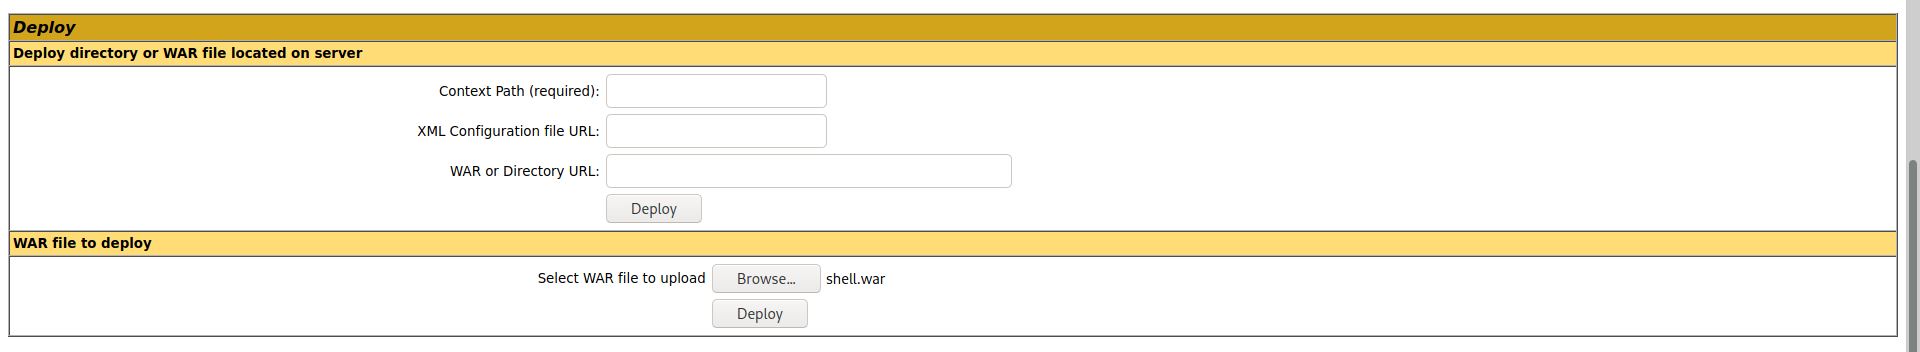 Deploy
Deploy directory or WAR file located on server
Context Path (required):
XML Configuration file URL:
WAR or Directory URL:
Deploy
WAR file to deploy
Select WAR file to upload Browse... shell.war
Deploy